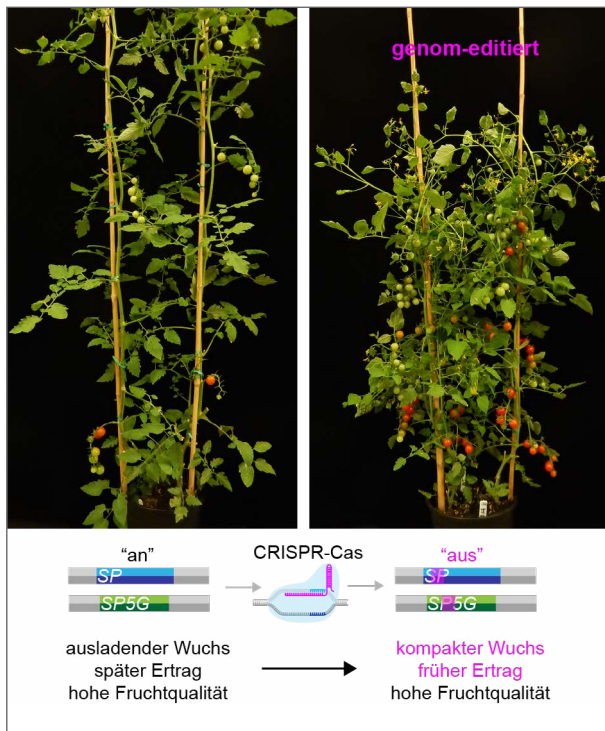 genom-editiert
"an"
CRISPR-Cas
"aus"
SP
SP
SP5G
SP5G
ausladender Wuchs
später Ertrag
hohe Fruchtqualität
kompakter Wuchs
früher Ertrag
hohe Fruchtqualität